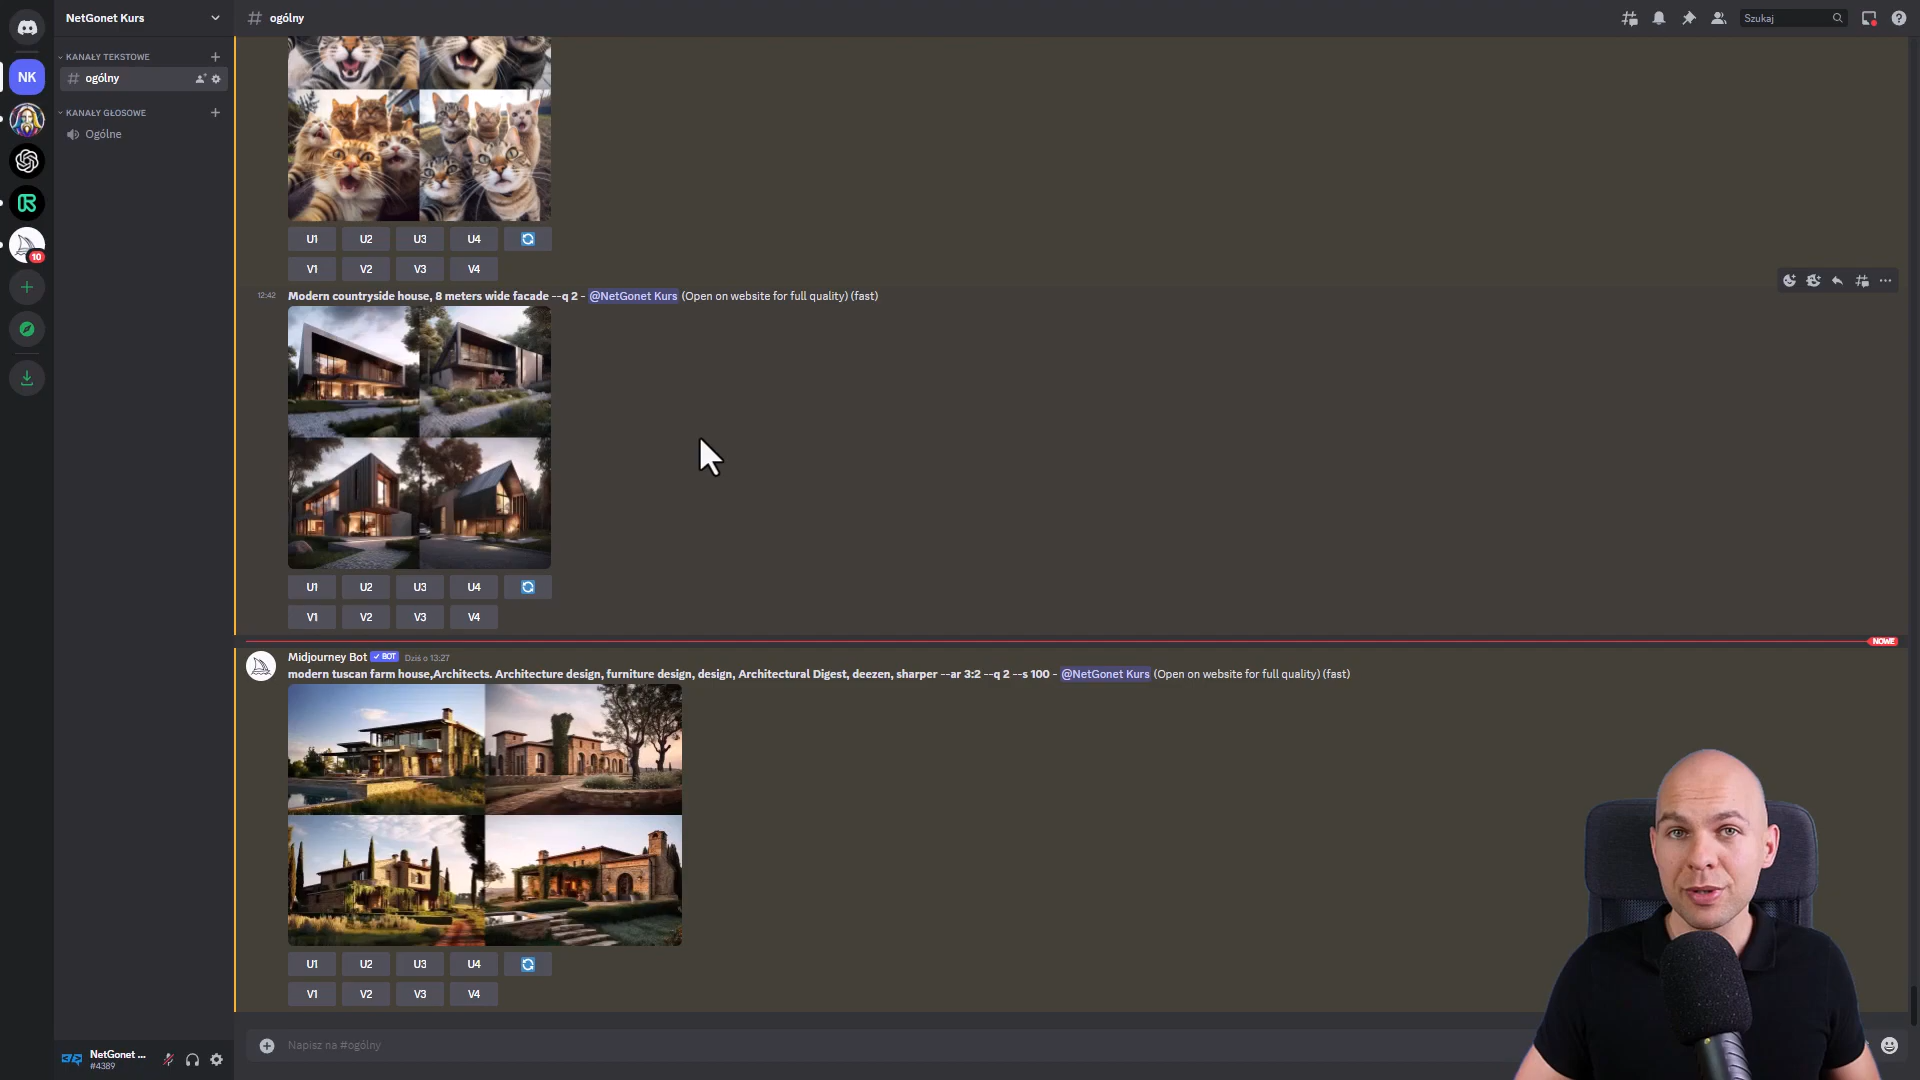 NetGonet Kurs
# ogólny
Szukaj
KANAŁY TEKSTOWE
NK
# ogólny
KANAŁY GŁOSOWE
Ogólne
10
U1 U2 U3 U4
V1 V2 V3 V4
12:42 Modern countryside house, 8 meters wide facade --q 2 - @NetGonet Kurs (Open on website for full quality) (fast)
U1 U2 U3 U4
V1 V2 V3 V4
NOWE
Midjourney Bot ✓ BOT Dziś o 13:27
modern tuscan farm house,Architects. Architecture design, furniture design, design, Architectural Digest, deezen, sharper --ar 3:2 --q 2 --s 100 - @NetGonet Kurs (Open on website for full quality) (fast)
U1 U2 U3 U4
V1 V2 V3 V4
Napisz na #ogólny
NetGonet ...
#4389